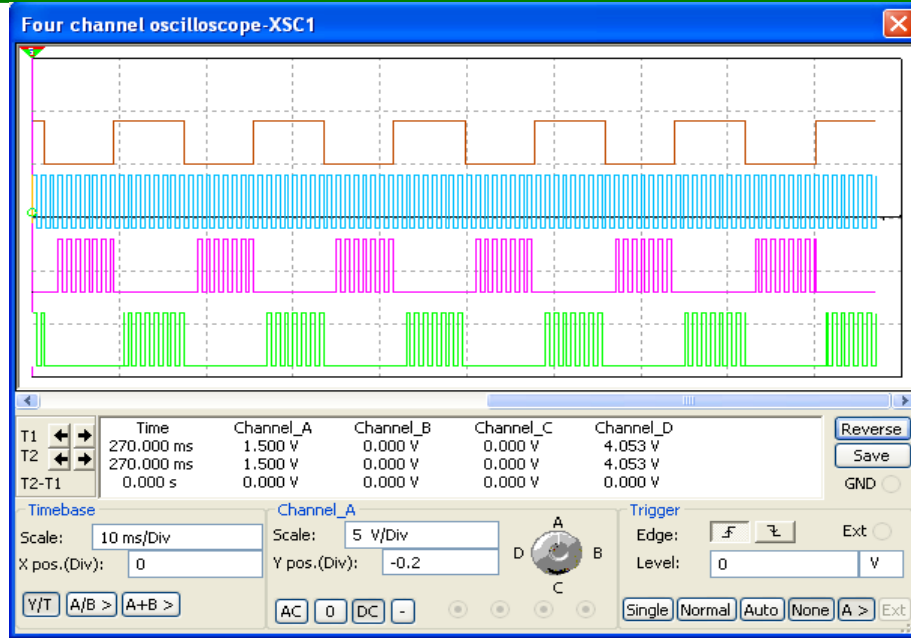 Four channel oscilloscope-XSC1
Time Channel_A Channel_B Channel_C Channel_D
T1 270.000 ms 1.500 V 0.000 V 0.000 V 4.053 V
T2 270.000 ms 1.500 V 0.000 V 0.000 V 4.053 V
T2-T1 0.000 s 0.000 V 0.000 V 0.000 V 0.000 V
Reverse
Save
GND
Timebase
Scale: 10 ms/Div
X pos.(Div): 0
Y/T A/B > A+B >
Channel_A
Scale: 5 V/Div
Y pos.(Div): -0.2
AC 0 DC -
A
B
C
D
Trigger
Edge: Ext
Level: 0 V
Single Normal Auto None A > Ext